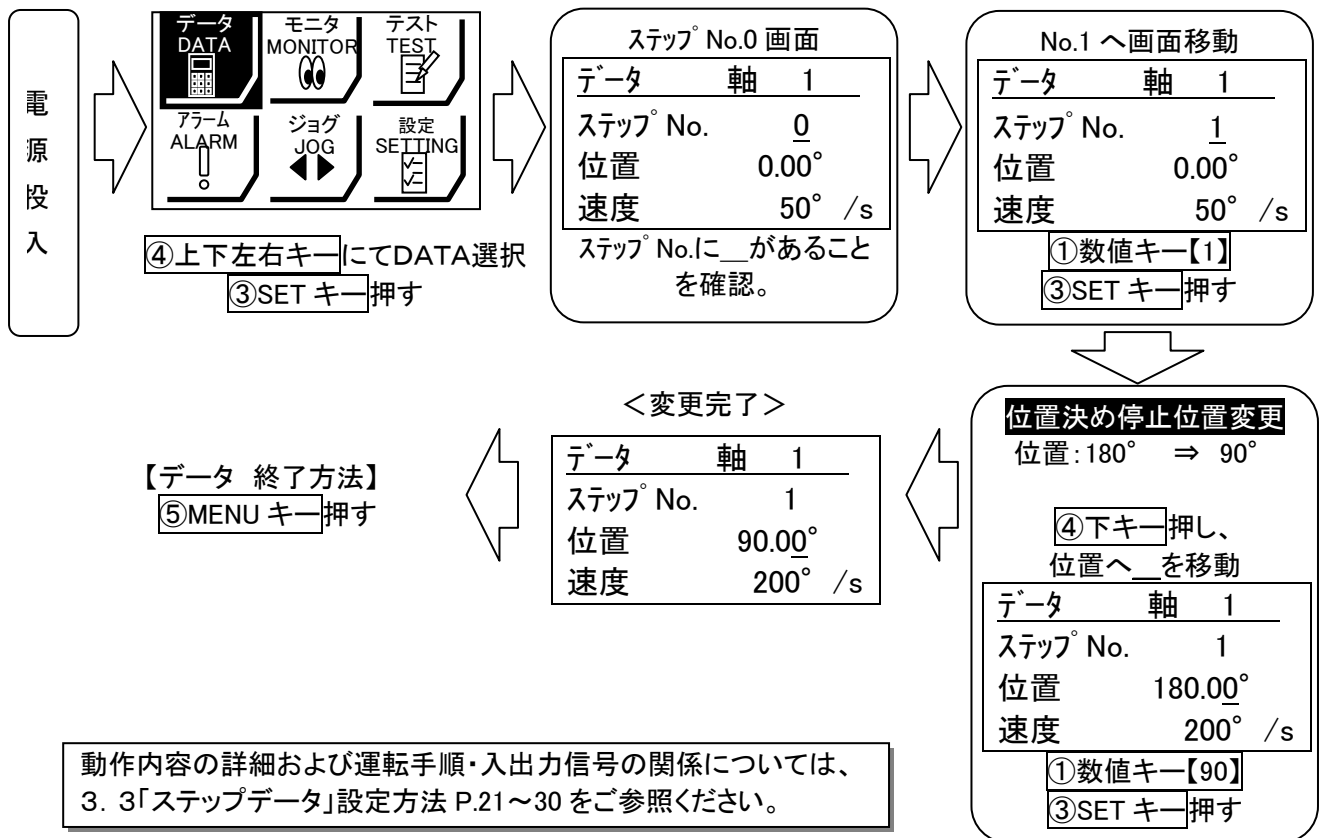 電
源
投
入
データ
DATA
モニタ
MONITOR
テスト
TEST
アラーム
ALARM
ジョグ
JOG
設定
SETTING
④上下左右キーにてDATA選択
③SET キー押す
ステップ No.0 画面
データ 軸 1
ステップ No. 0
位置 0.00°
速度 50° /s
ステップ No.に__があること
を確認。
No.1 へ画面移動
データ 軸 1
ステップ No. 1
位置 0.00°
速度 50° /s
①数値キー【1】
③SET キー押す
位置決め停止位置変更
位置:180° ⇒ 90°
④下キー押し、
位置へ__を移動
データ 軸 1
ステップ No. 1
位置 180.00°
速度 200° /s
①数値キー【90】
③SET キー押す
<変更完了>
データ 軸 1
ステップ No. 1
位置 90.00°
速度 200° /s
【データ 終了方法】
⑤MENU キー押す
動作内容の詳細および運転手順・入出力信号の関係については、
3.3「ステップデータ」設定方法 P.21~30 をご参照ください。